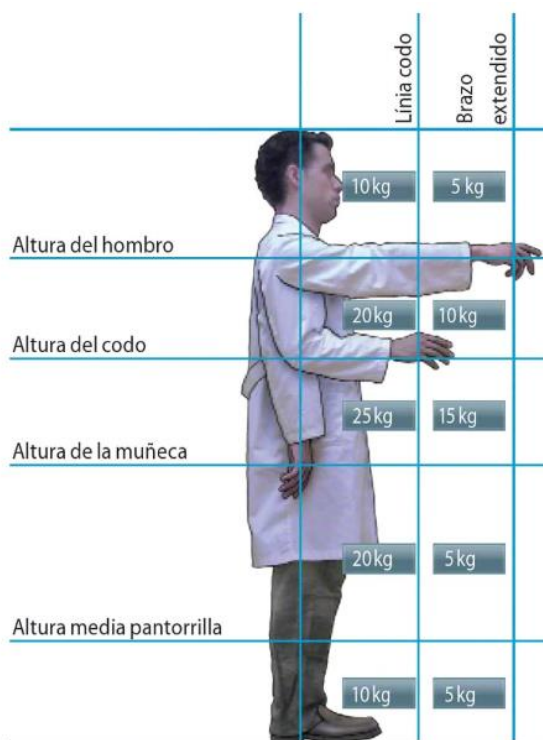 Línia codo
Brazo
extendido
10 kg 5 kg
Altura del hombro
20 kg 10 kg
Altura del codo
25 kg 15 kg
Altura de la muñeca
20 kg 5 kg
Altura media pantorrilla
10 kg 5 kg